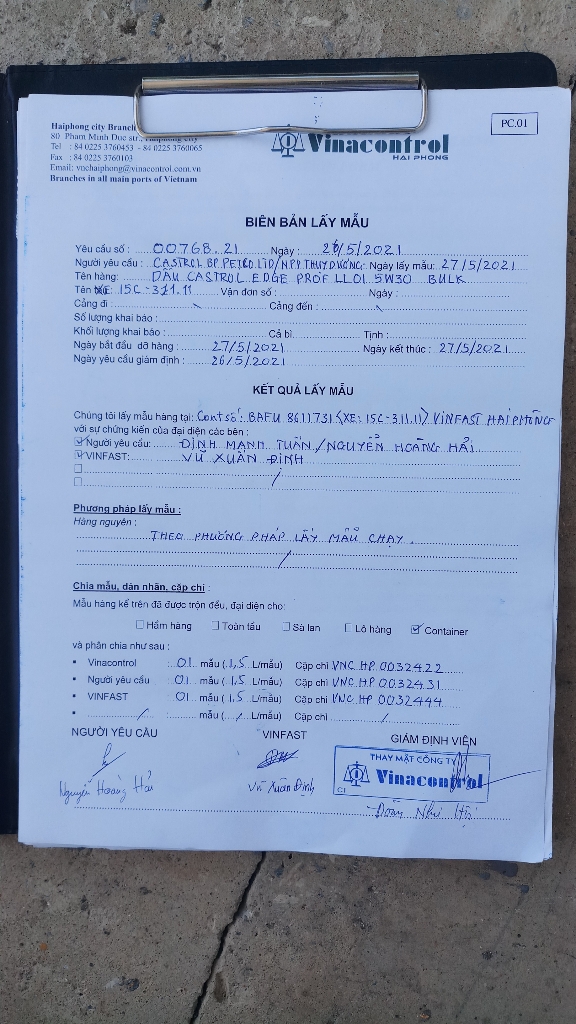 PC.01
Haiphong city Branch
80 Pham Minh Duc str., Haiphong city
Tel : 84 0225 3760453 - 84 0225 3760065
Fax : 84 0225 3760103
Email: vnchaiphong@vinacontrol.com.vn
Branches in all main ports of Vietnam
Vinacontrol
HAI PHONG
BIÊN BẢN LẤY MẪU
Yêu cầu số : 0076B.21 Ngày : 26/5/2021
Người yêu cầu : CASTROL BP PETRO LTD/NPP THUỲ DƯƠNG Ngày lấy mẫu: 27/5/2021
Tên hàng: DẦU CASTROL EDGE PROF LL01 5W30 BULK
Tên XE 15C-311.11 Vận đơn số : Ngày :
Cảng đi : Cảng đến :
Số lượng khai báo :
Khối lượng khai báo : Cả bì Tịnh :
Ngày bắt đầu dỡ hàng : 27/5/2021 Ngày kết thúc : 27/5/2021
Ngày yêu cầu giám định : 26/5/2021
KẾT QUẢ LẤY MẪU
Chúng tôi lấy mẫu hàng tại: Cont số: BAFU 8611731 (XE: 15C-311.11) VINFAST HẢI PHÒNG
với sự chứng kiến của đại diện các bên :
Người yêu cầu: ĐINH MẠNH TUẤN/NGUYỄN HOÀNG HẢI
VINFAST: VŨ XUÂN ĐỊNH
Phương pháp lấy mẫu :
Hàng nguyên :
THEO PHƯƠNG PHÁP LẤY MẪU CHẠY.
Chia mẫu, dán nhãn, cặp chì :
Mẫu hàng kể trên đã được trộn đều, đại diện cho:
Hầm hàng Toàn tầu Sà lan Lô hàng Container
và phân chia như sau :
Vinacontrol : 01 mẫu (1,5 L/mẫu) Cặp chì VNC HP 0032422
Người yêu cầu : 01 mẫu (1,5 L/mẫu) Cặp chì VNC HP 0032431
VINFAST : 01 mẫu (1,5 L/mẫu) Cặp chì VNC HP 0032444
/ : mẫu (/ L/mẫu) Cặp chì /
NGƯỜI YÊU CẦU VINFAST GIÁM ĐỊNH VIÊN
THAY MẶT CÔNG TY
Vinacontrol
C1
Nguyễn Hoàng Hải Vũ Xuân Định Đoàn Như